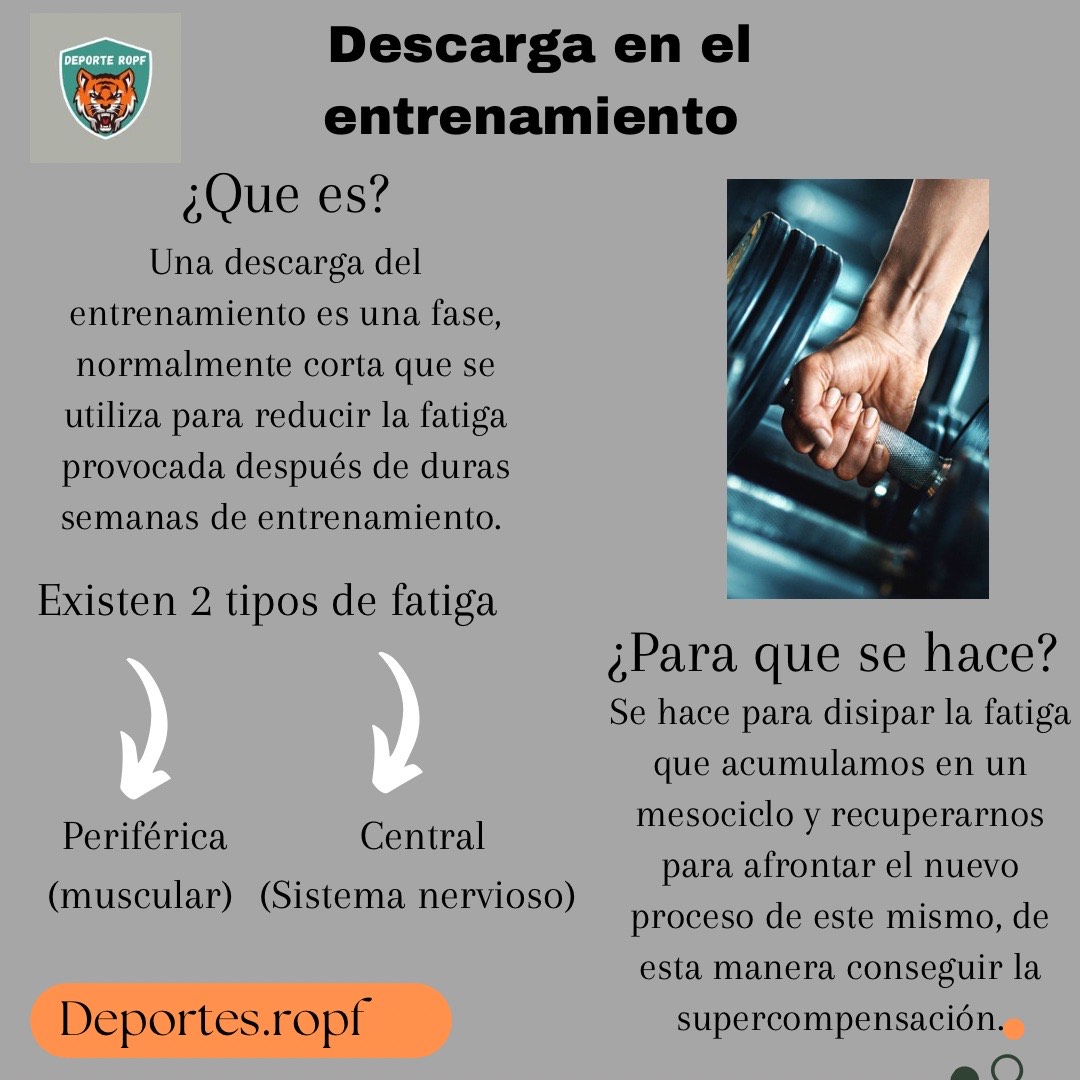 DEPORTE ROPF
Descarga en el
entrenamiento
¿Que es?
Una descarga del
entrenamiento es una fase,
normalmente corta que se
utiliza para reducir la fatiga
provocada después de duras
semanas de entrenamiento.
Existen 2 tipos de fatiga
Periférica
(muscular)
Central
(Sistema nervioso)
¿Para que se hace?
Se hace para disipar la fatiga
que acumulamos en un
mesociclo y recuperarnos
para afrontar el nuevo
proceso de este mismo, de
esta manera conseguir la
supercompensación.
Deportes.ropf